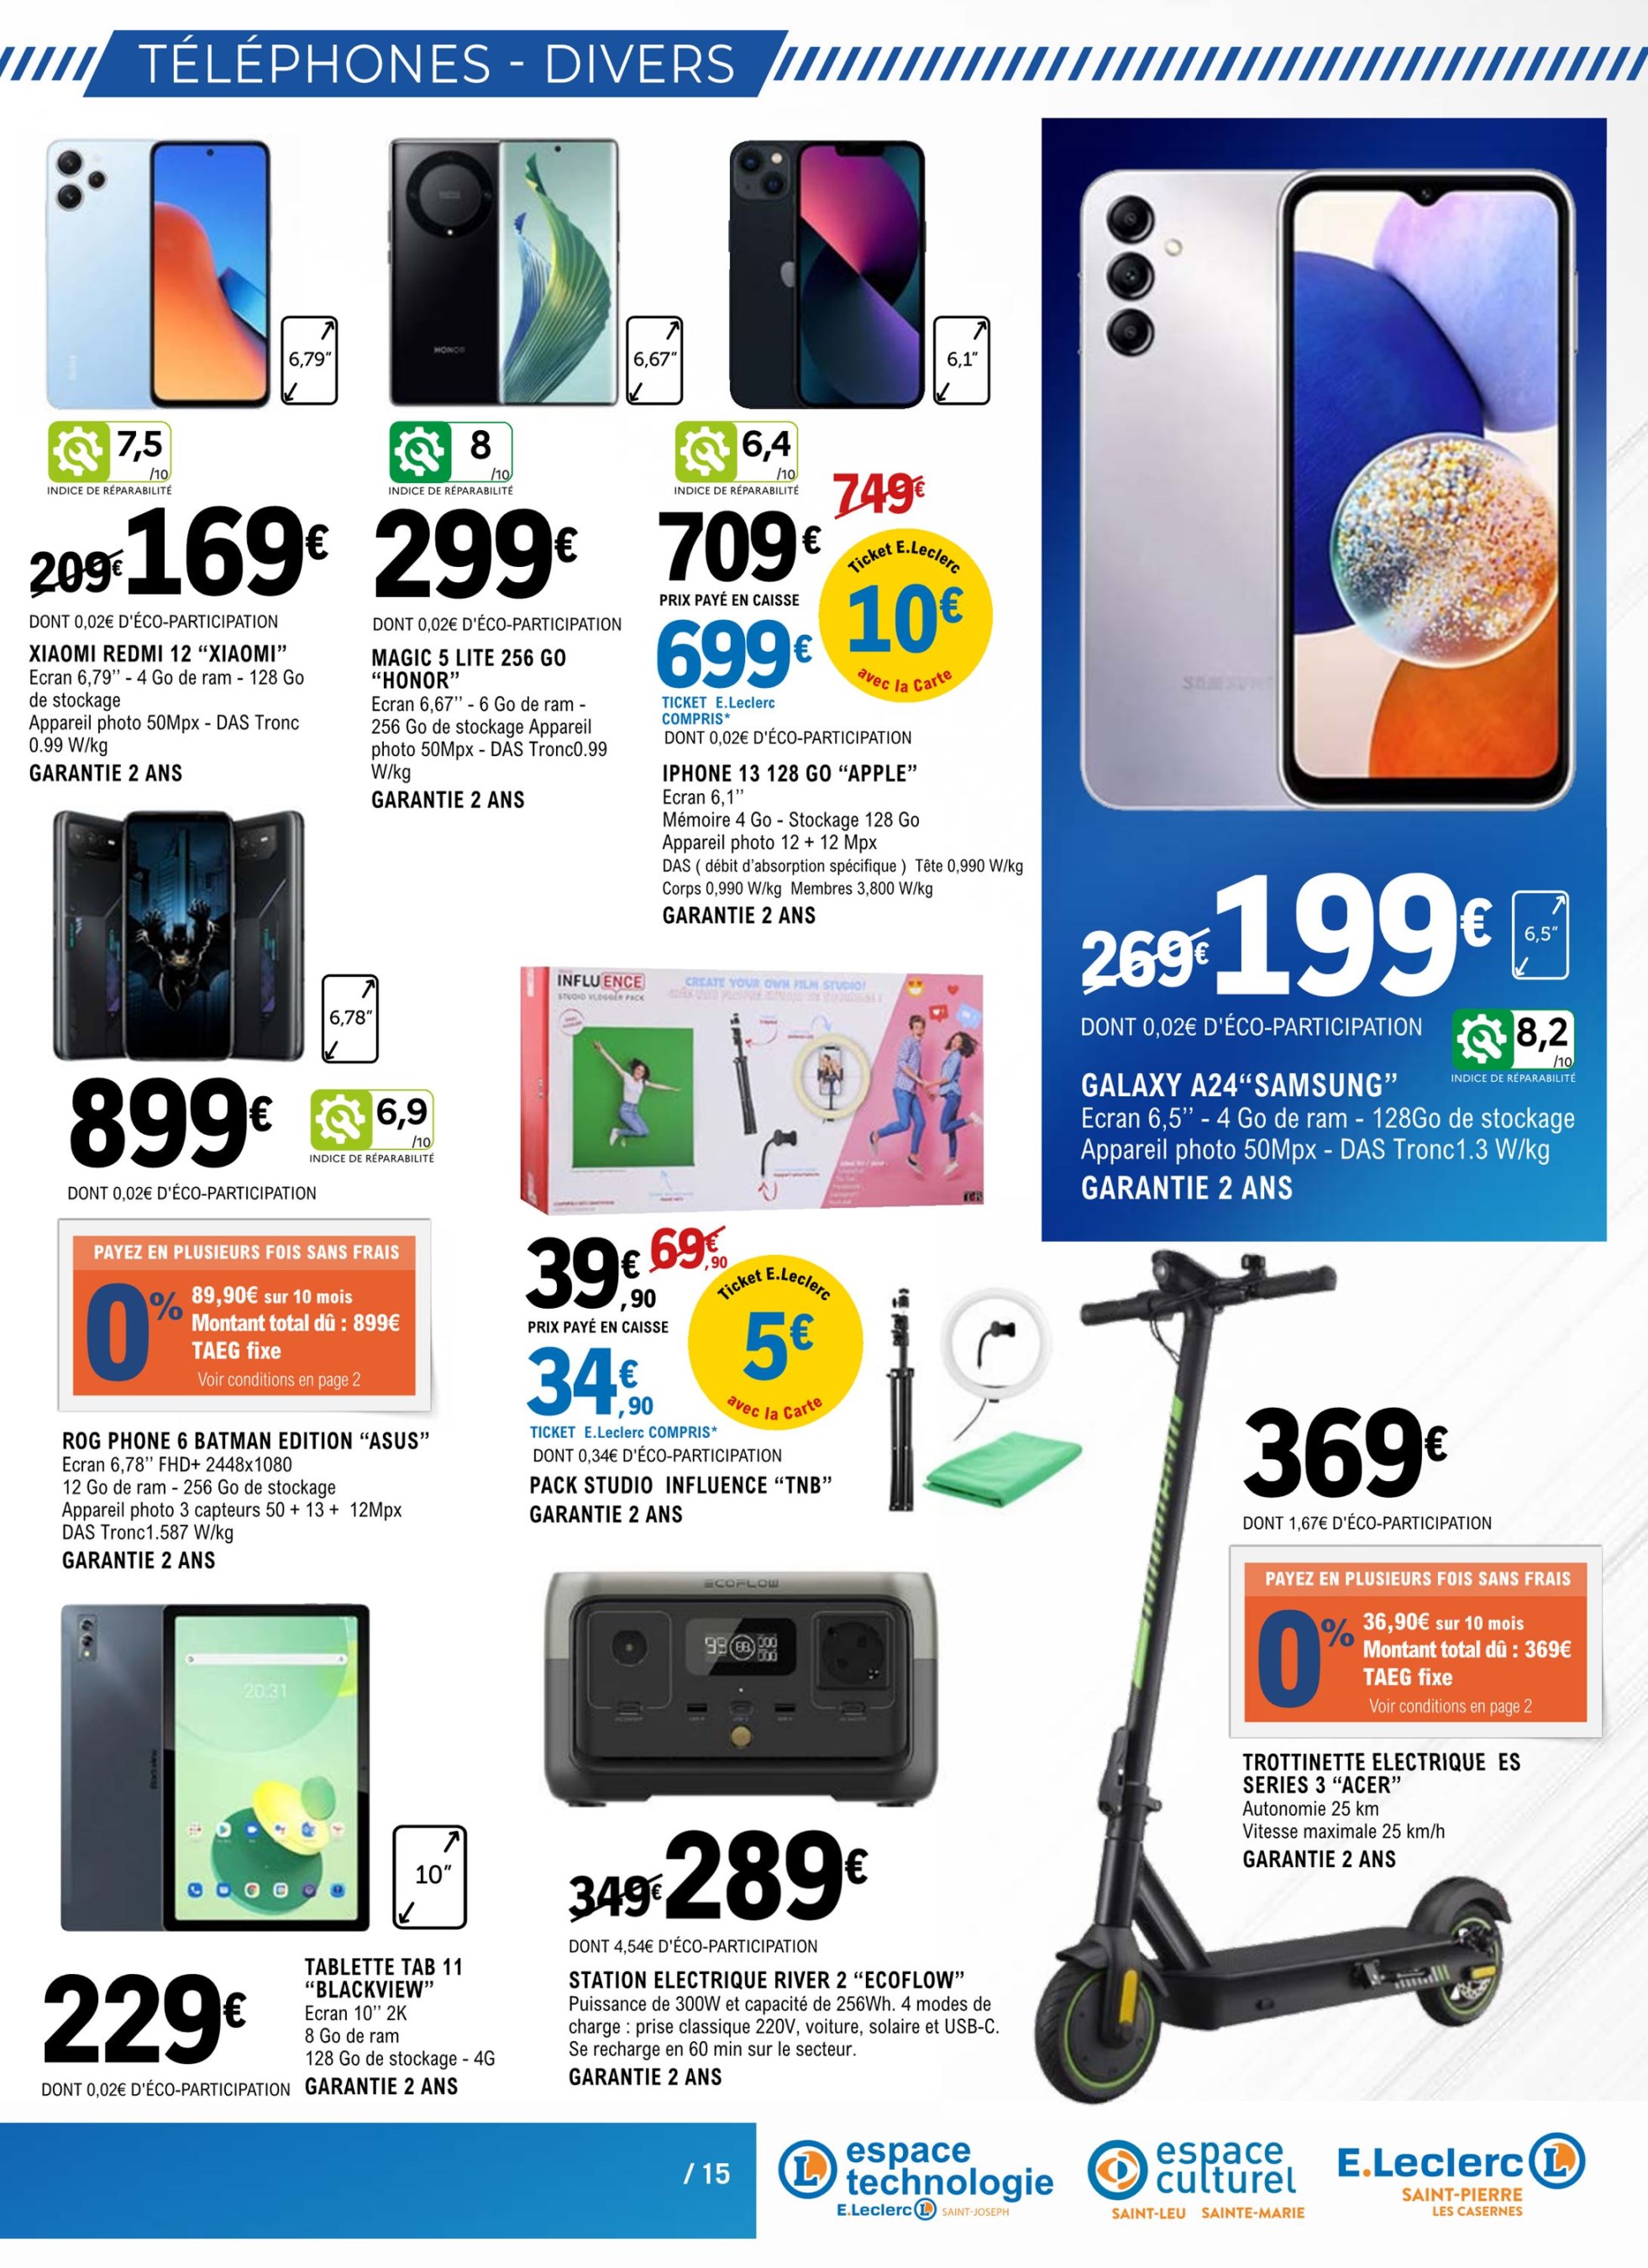 TÉLÉPHONES - DIVERS
6,79’’
7,5
/10
INDICE DE RÉPARABILITÉ
209€ 169€
DONT 0,02€ D'ÉCO-PARTICIPATION
XIAOMI REDMI 12 “XIAOMI”
Ecran 6,79’’ - 4 Go de ram - 128 Go
de stockage
Appareil photo 50Mpx - DAS Tronc
0.99 W/kg
GARANTIE 2 ANS
HONOR
6,67’’
8
/10
INDICE DE RÉPARABILITÉ
299€
DONT 0,02€ D'ÉCO-PARTICIPATION
MAGIC 5 LITE 256 GO
“HONOR”
Ecran 6,67’’ - 6 Go de ram -
256 Go de stockage Appareil
photo 50Mpx - DAS Tronc0.99
W/kg
GARANTIE 2 ANS
6,1’’
6,4
/10
INDICE DE RÉPARABILITÉ
749€
709€
PRIX PAYÉ EN CAISSE
699€
TICKET E.Leclerc
COMPRIS*
Ticket E.Leclerc
10€
avec la Carte
DONT 0,02€ D'ÉCO-PARTICIPATION
IPHONE 13 128 GO “APPLE”
Ecran 6,1’’
Mémoire 4 Go - Stockage 128 Go
Appareil photo 12 + 12 Mpx
DAS ( débit d’absorption spécifique ) Tête 0,990 W/kg
Corps 0,990 W/kg Membres 3,800 W/kg
GARANTIE 2 ANS
SAMSUNG
269€ 199€
6,5’’
DONT 0,02€ D'ÉCO-PARTICIPATION
8,2
/10
INDICE DE RÉPARABILITÉ
GALAXY A24“SAMSUNG”
Ecran 6,5’’ - 4 Go de ram - 128Go de stockage
Appareil photo 50Mpx - DAS Tronc1.3 W/kg
GARANTIE 2 ANS
6,78’’
899€
6,9
/10
INDICE DE RÉPARABILITÉ
DONT 0,02€ D'ÉCO-PARTICIPATION
PAYEZ EN PLUSIEURS FOIS SANS FRAIS
0%
89,90€ sur 10 mois
Montant total dû : 899€
TAEG fixe
Voir conditions en page 2
ROG PHONE 6 BATMAN EDITION “ASUS”
Ecran 6,78’’ FHD+ 2448x1080
12 Go de ram - 256 Go de stockage
Appareil photo 3 capteurs 50 + 13 + 12Mpx
DAS Tronc1.587 W/kg
GARANTIE 2 ANS
INFLUENCE
STUDIO VLOGGER PACK
CREATE YOUR OWN FILM STUDIO!
39€,90
69€,90
PRIX PAYÉ EN CAISSE
34€,90
TICKET E.Leclerc COMPRIS*
Ticket E.Leclerc
5€
avec la Carte
DONT 0,34€ D'ÉCO-PARTICIPATION
PACK STUDIO INFLUENCE “TNB”
GARANTIE 2 ANS
369€
DONT 1,67€ D'ÉCO-PARTICIPATION
PAYEZ EN PLUSIEURS FOIS SANS FRAIS
0%
36,90€ sur 10 mois
Montant total dû : 369€
TAEG fixe
Voir conditions en page 2
TROTTINETTE ELECTRIQUE ES
SERIES 3 “ACER”
Autonomie 25 km
Vitesse maximale 25 km/h
GARANTIE 2 ANS
20:31
10’’
229€
DONT 0,02€ D'ÉCO-PARTICIPATION
TABLETTE TAB 11
“BLACKVIEW”
Ecran 10’’ 2K
8 Go de ram
128 Go de stockage - 4G
GARANTIE 2 ANS
ECOFLOW
349€ 289€
DONT 4,54€ D'ÉCO-PARTICIPATION
STATION ELECTRIQUE RIVER 2 “ECOFLOW”
Puissance de 300W et capacité de 256Wh. 4 modes de
charge : prise classique 220V, voiture, solaire et USB-C.
Se recharge en 60 min sur le secteur.
GARANTIE 2 ANS
/ 15
espace
technologie
E.Leclerc L SAINT-JOSEPH
espace
culturel
SAINT-LEU SAINTE-MARIE
E.Leclerc L
SAINT-PIERRE
LES CASERNES